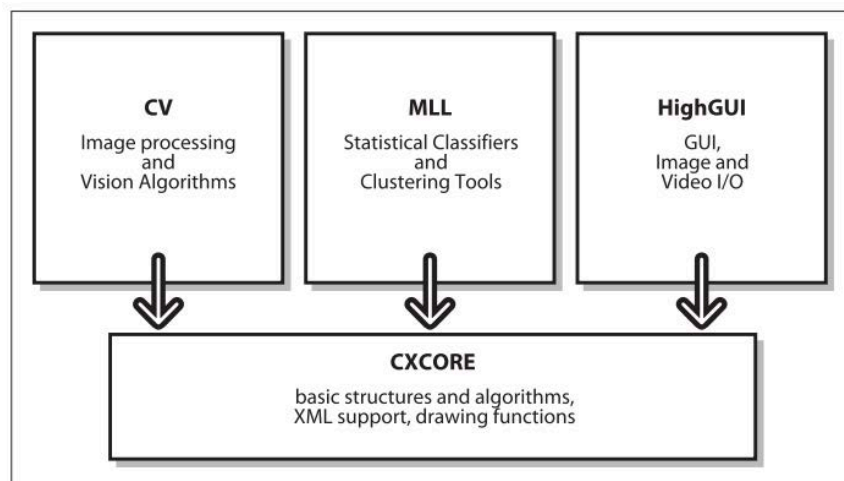 CV
Image processing
and
Vision Algorithms
MLL
Statistical Classifiers
and
Clustering Tools
HighGUI
GUI,
Image and
Video I/O
CXCORE
basic structures and algorithms,
XML support, drawing functions